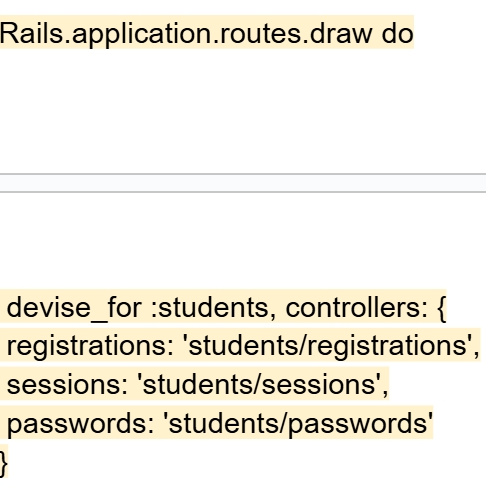 Rails.application.routes.draw do
devise_for :students, controllers: {
registrations: 'students/registrations',
sessions: 'students/sessions',
passwords: 'students/passwords'
}